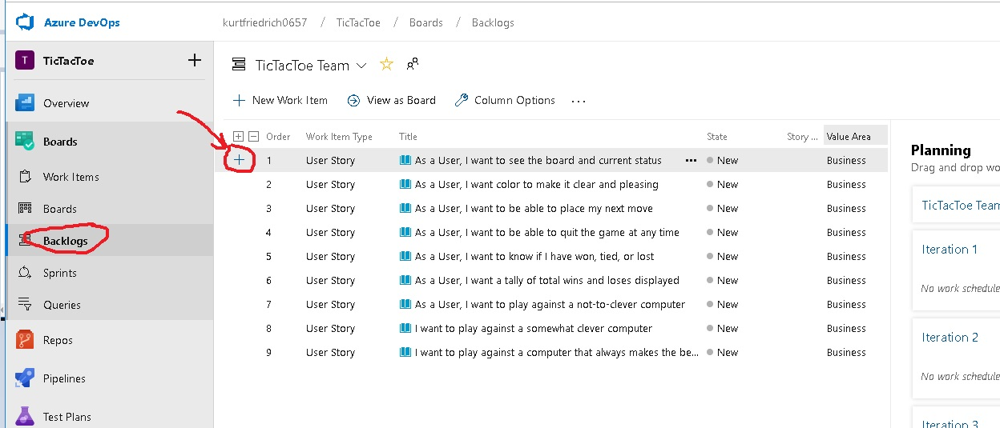 Azure DevOps
kurtfriedrich0657 / TicTacToe / Boards / Backlogs
T TicTacToe
Overview
Boards
Work Items
Boards
Backlogs
Sprints
Queries
Repos
Pipelines
Test Plans
TicTacToe Team
New Work Item View as Board Column Options ...
Order Work Item Type Title State Story ... Value Area
1 User Story As a User, I want to see the board and current status ... New Business
2 User Story As a User, I want color to make it clear and pleasing New Business
3 User Story As a User, I want to be able to place my next move New Business
4 User Story As a User, I want to be able to quit the game at any time New Business
5 User Story As a User, I want to know if I have won, tied, or lost New Business
6 User Story As a User, I want a tally of total wins and loses displayed New Business
7 User Story As a User, I want to play against a not-to-clever computer New Business
8 User Story I want to play against a somewhat clever computer New Business
9 User Story I want to play against a computer that always makes the be... New Business
Planning
Drag and drop wo
TicTacToe Team
Iteration 1
No work schedule
Iteration 2
No work schedule
Iteration 3